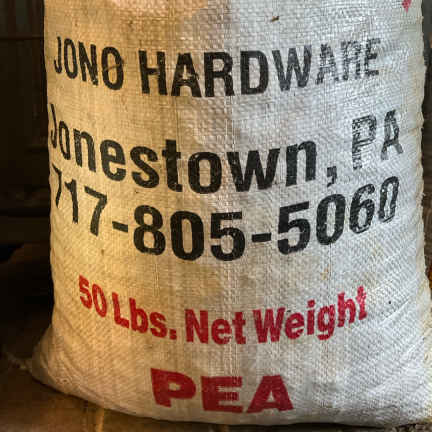 JONO HARDWARE
Jonestown, PA
717-805-5060
50 Lbs. Net Weight
PEA